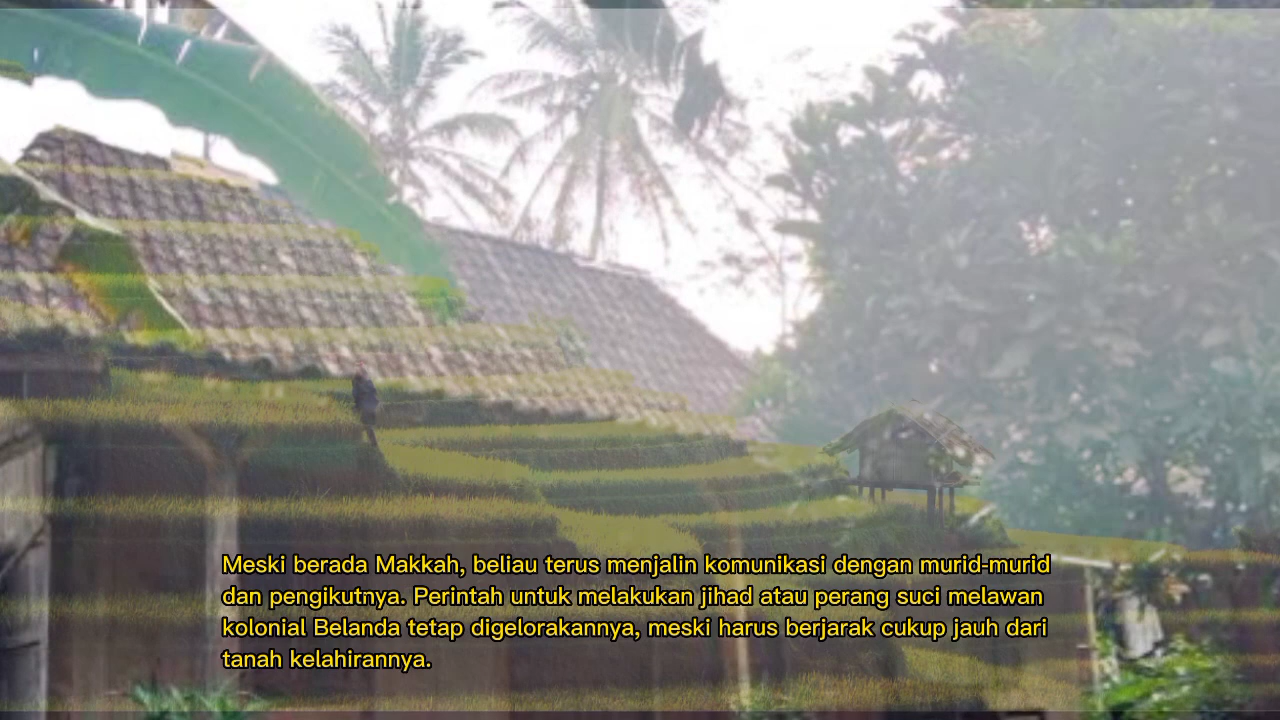 Meski berada Makkah, beliau terus menjalin komunikasi dengan murid-murid
dan pengikutnya. Perintah untuk melakukan jihad atau perang suci melawan
kolonial Belanda tetap digelorakannya, meski harus berjarak cukup jauh dari
tanah kelahirannya.